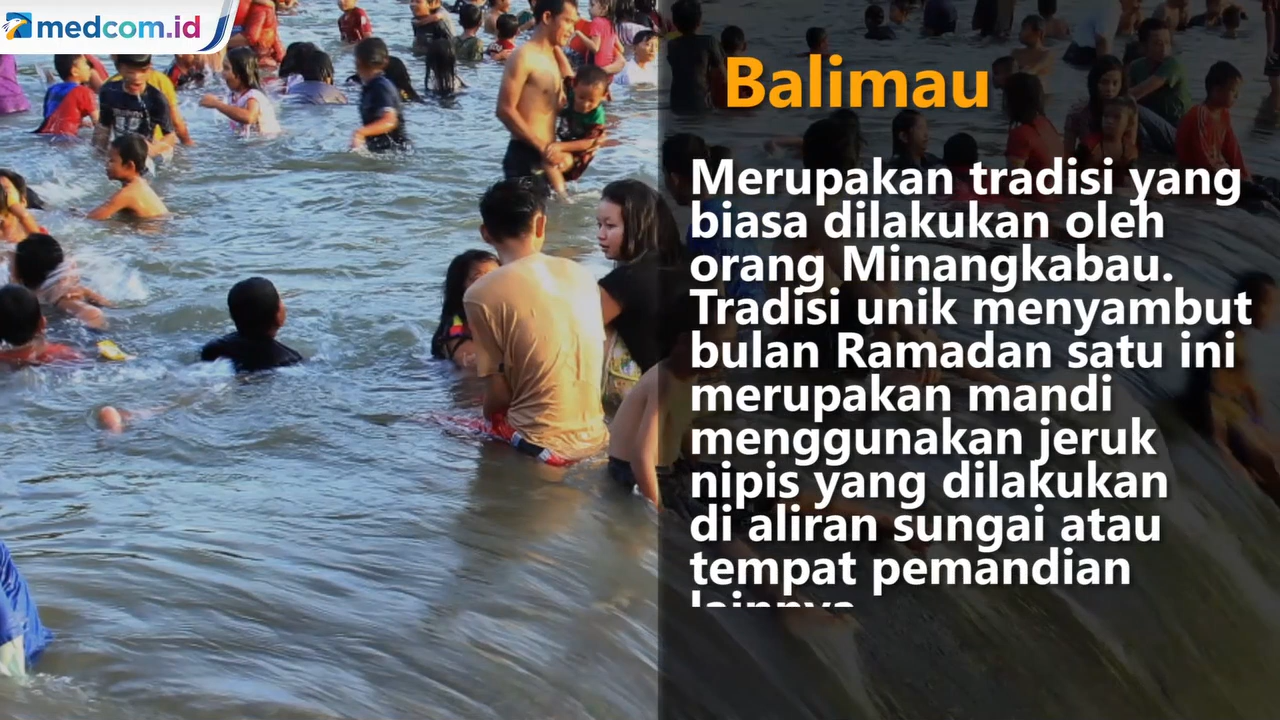 medcom.id
Balimau
Merupakan tradisi yang
biasa dilakukan oleh
orang Minangkabau.
Tradisi unik menyambut
bulan Ramadan satu ini
merupakan mandi
menggunakan jeruk
nipis yang dilakukan
di aliran sungai atau
tempat pemandian
lainnya